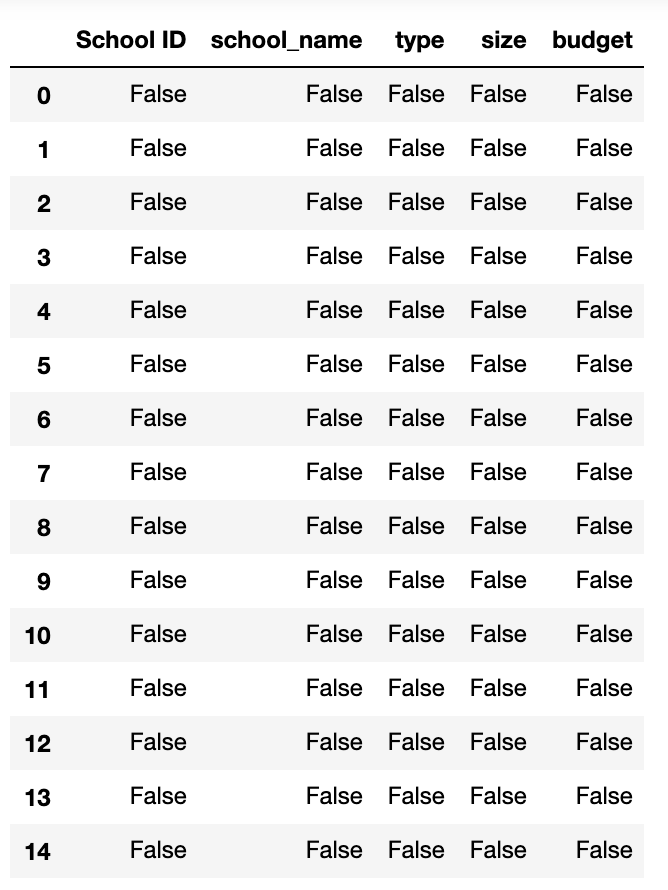 School ID school_name type size budget
0 False False False False False
1 False False False False False
2 False False False False False
3 False False False False False
4 False False False False False
5 False False False False False
6 False False False False False
7 False False False False False
8 False False False False False
9 False False False False False
10 False False False False False
11 False False False False False
12 False False False False False
13 False False False False False
14 False False False False False